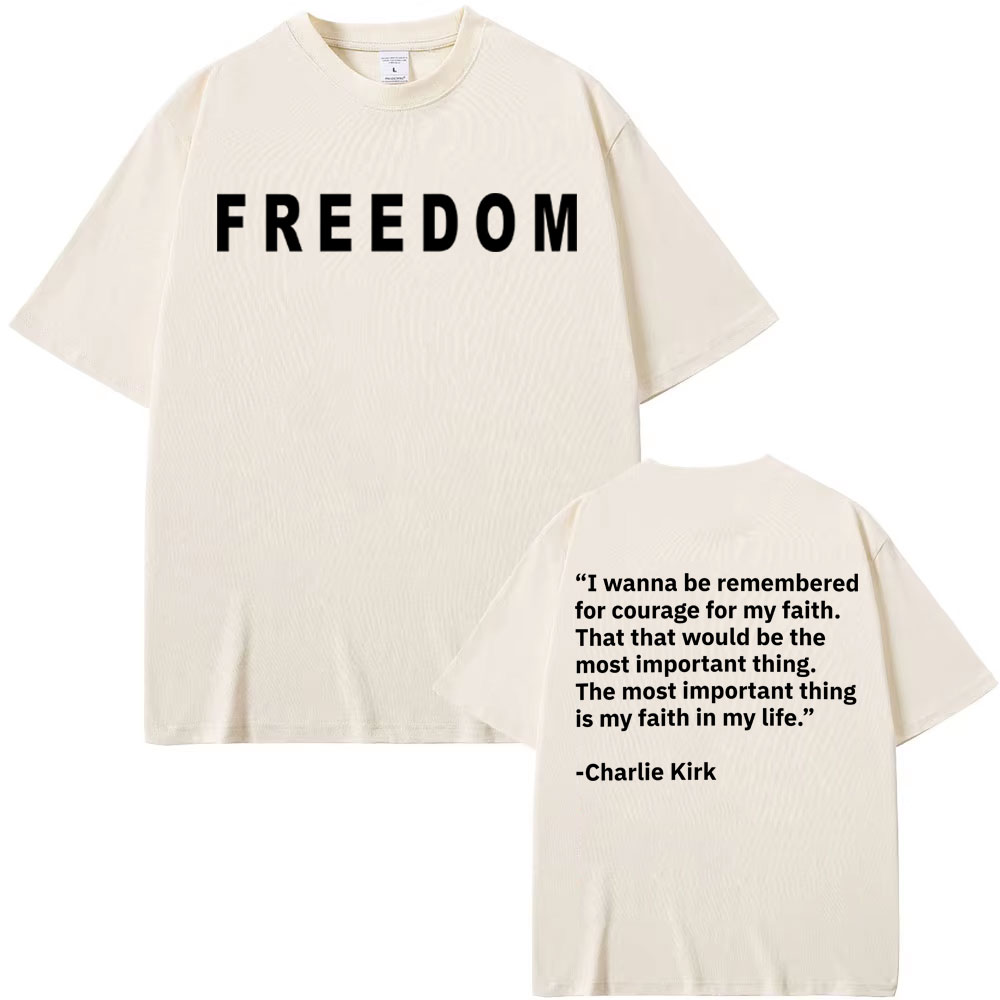 L
FREEDOM
“I wanna be remembered
for courage for my faith.
That that would be the
most important thing.
The most important thing
is my faith in my life.”
-Charlie Kirk